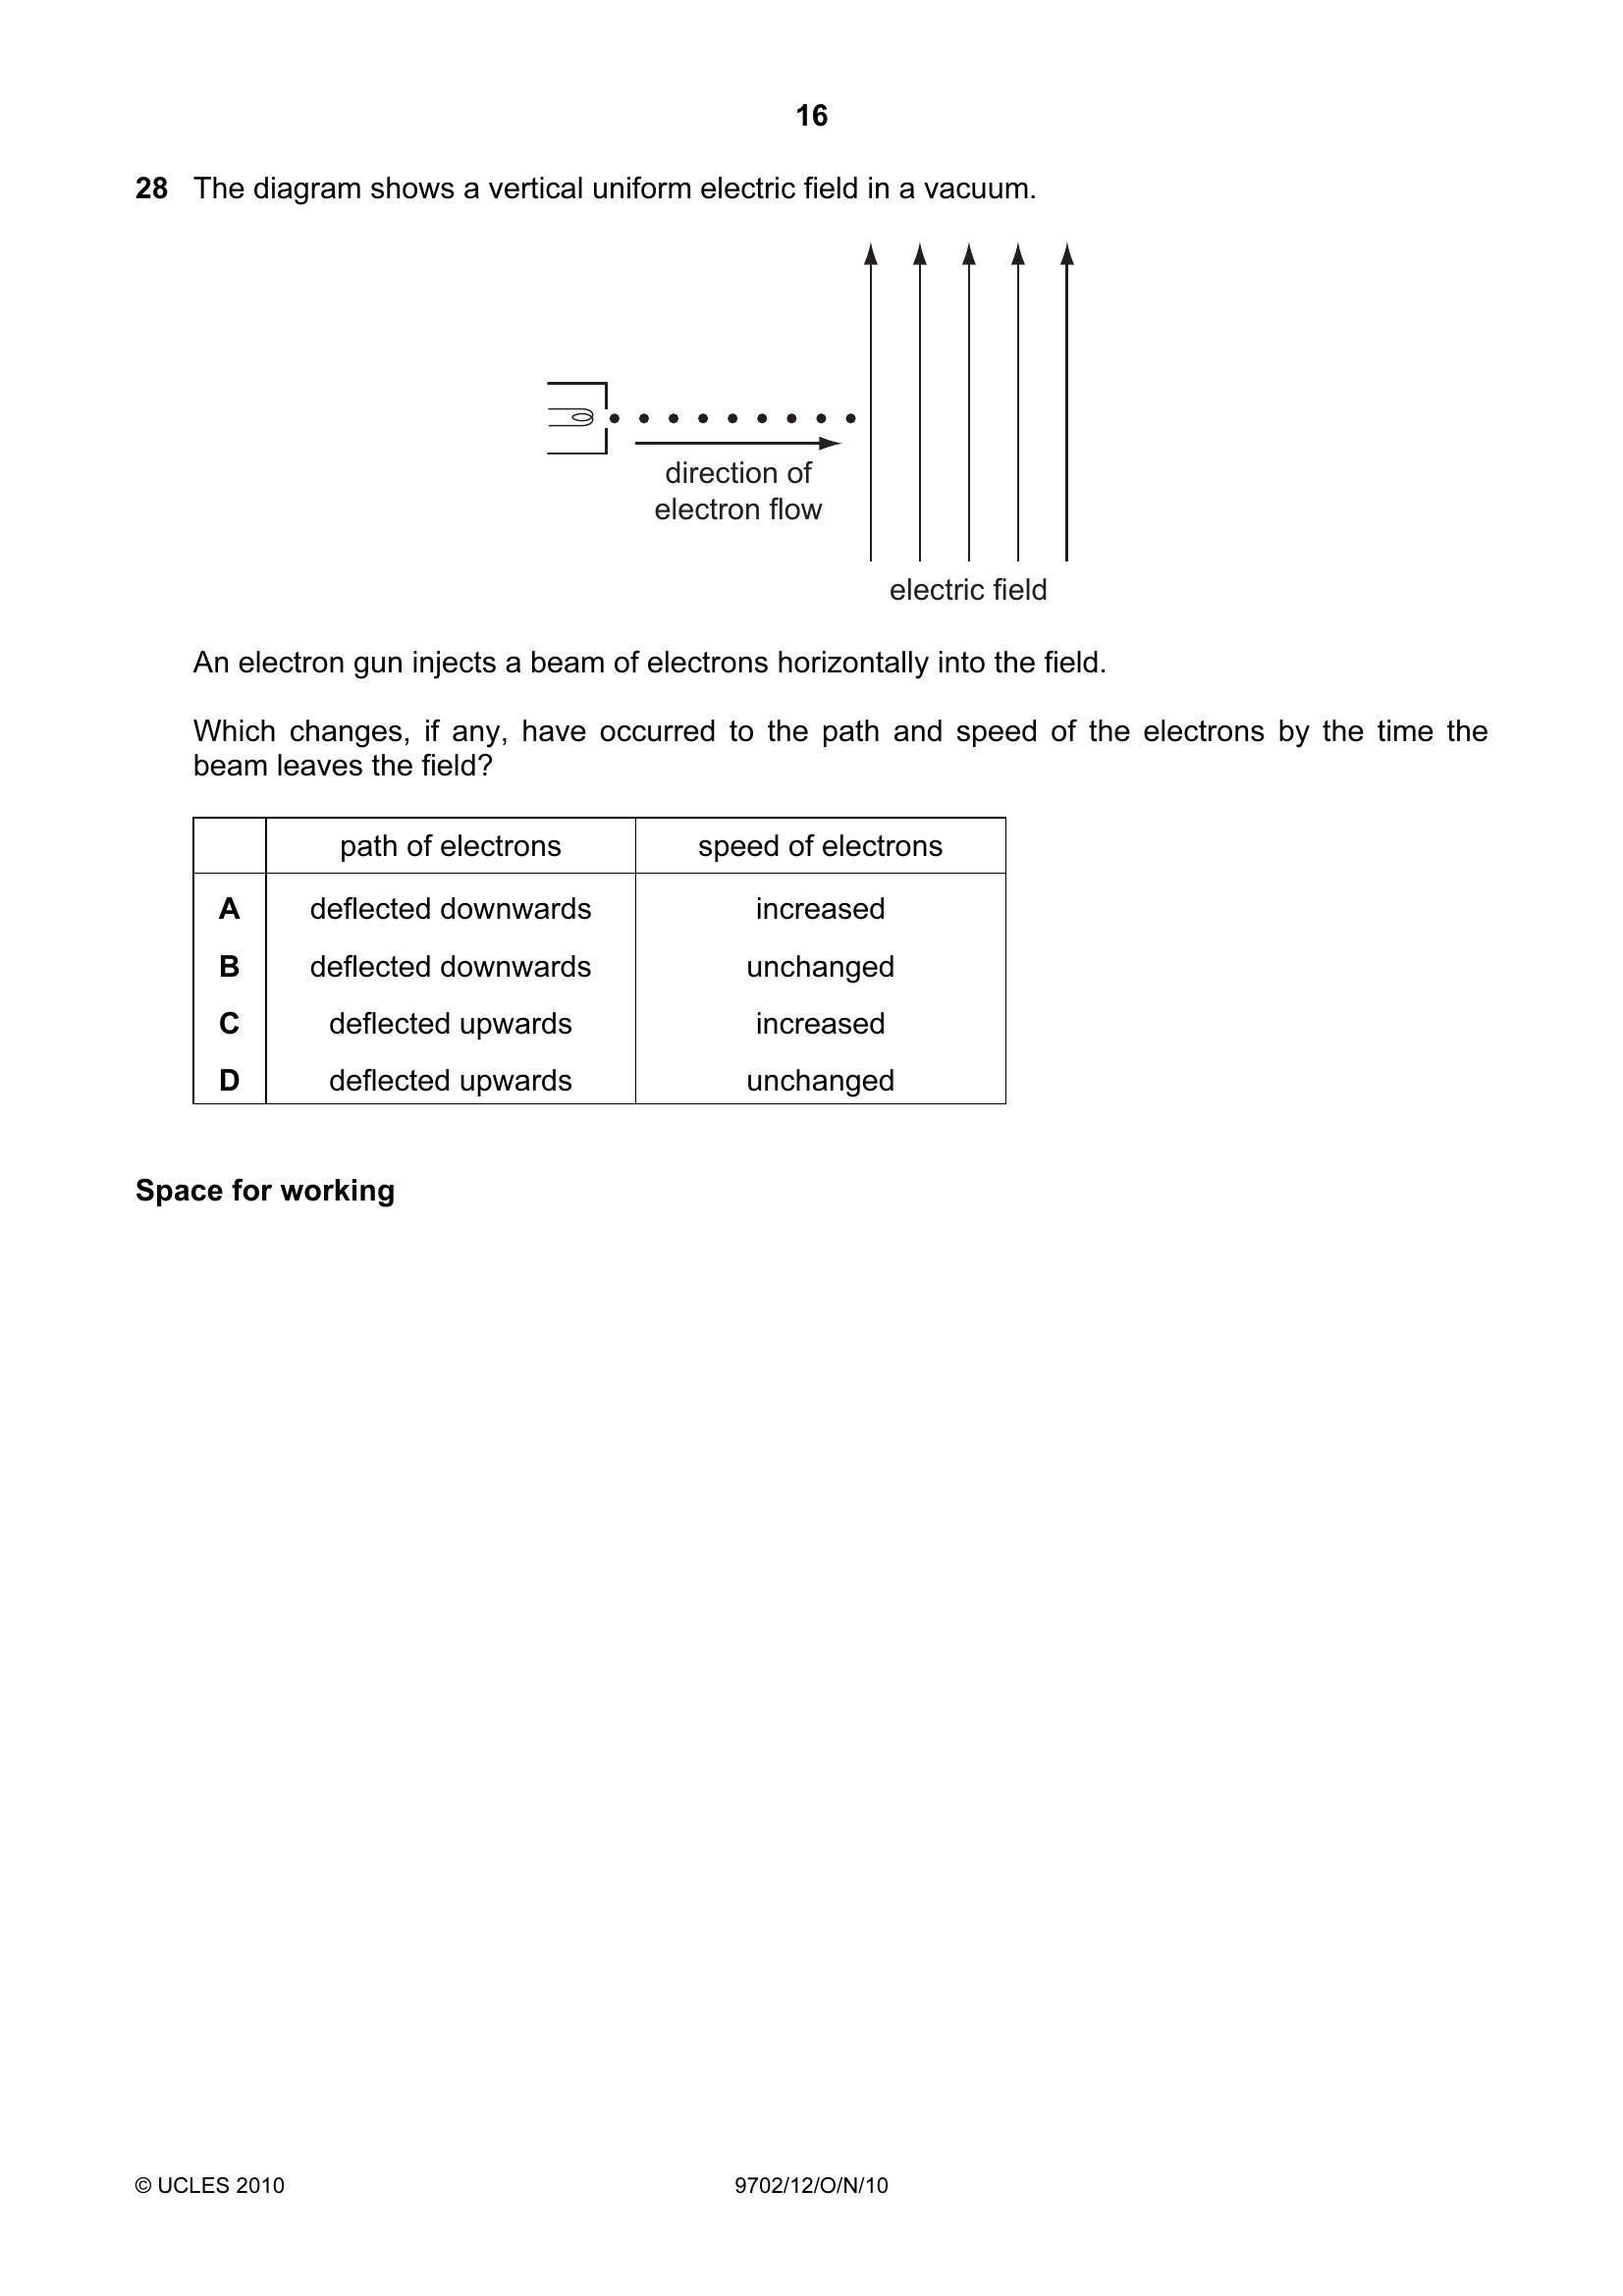 16
28 The diagram shows a vertical uniform electric field in a vacuum.
direction of
electron flow
electric field
An electron gun injects a beam of electrons horizontally into the field.
Which changes, if any, have occurred to the path and speed of the electrons by the time the
beam leaves the field?
path of electrons speed of electrons
A deflected downwards increased
B deflected downwards unchanged
C deflected upwards increased
D deflected upwards unchanged
Space for working
© UCLES 2010 9702/12/O/N/10